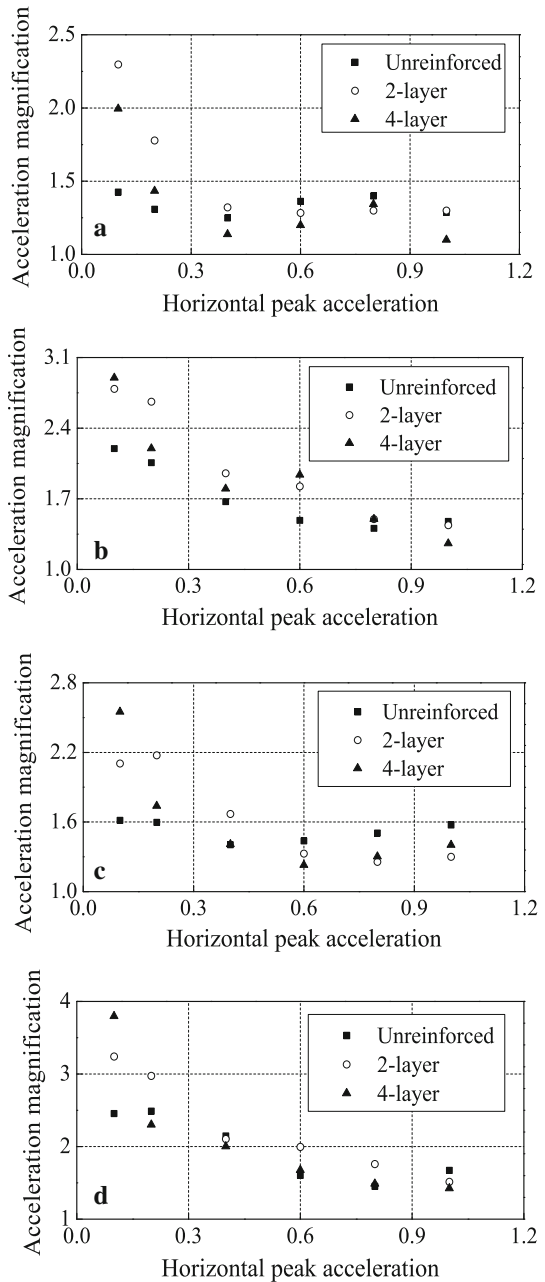 Acceleration magnification
2.5
2.0
1.5
1.0
Unreinforced
2-layer
4-layer
a
0.0 0.3 0.6 0.9 1.2
Horizontal peak acceleration
Acceleration magnification
3.1
2.4
1.7
1.0
Unreinforced
2-layer
4-layer
b
0.0 0.3 0.6 0.9 1.2
Horizontal peak acceleration
Acceleration magnification
2.8
2.2
1.6
1.0
Unreinforced
2-layer
4-layer
c
0.0 0.3 0.6 0.9 1.2
Horizontal peak acceleration
Acceleration magnification
4
3
2
1
Unreinforced
2-layer
4-layer
d
0.0 0.3 0.6 0.9 1.2
Horizontal peak acceleration